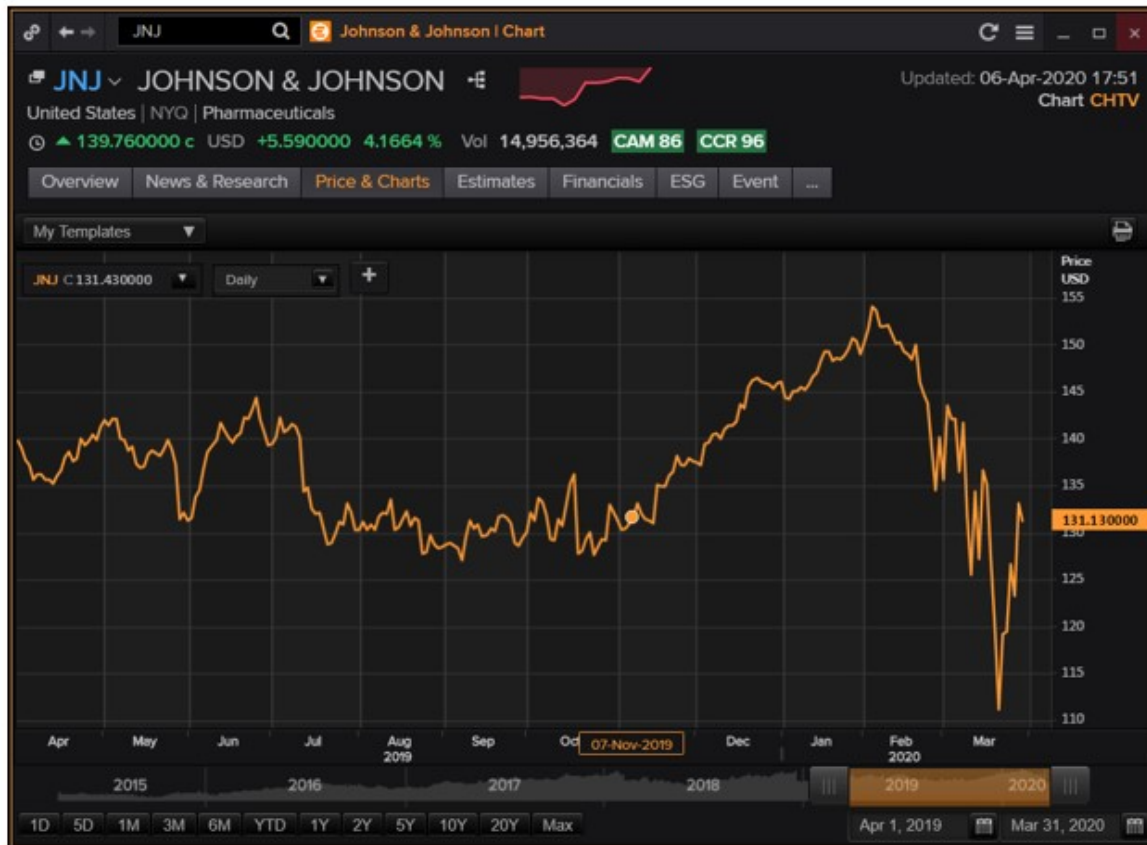 JNJ Johnson & Johnson | Chart
JNJ JOHNSON & JOHNSON
Updated: 06-Apr-2020 17:51
United States | NYQ | Pharmaceuticals
Chart CHTV
139.760000 c USD +5.590000 4.1664 % Vol 14,956,364 CAM 86 CCR 96
Overview News & Research Price & Charts Estimates Financials ESG Event ...
My Templates
JNJ C 131.430000 Daily +
Price
USD
155
150
145
140
135
131.130000
130
125
120
115
110
Apr May Jun Jul Aug Sep Oct 07-Nov-2019 Dec Jan Feb Mar
2019 2020
2015 2016 2017 2018 2019 2020
1D 5D 1M 3M 6M YTD 1Y 2Y 5Y 10Y 20Y Max Apr 1, 2019 Mar 31, 2020